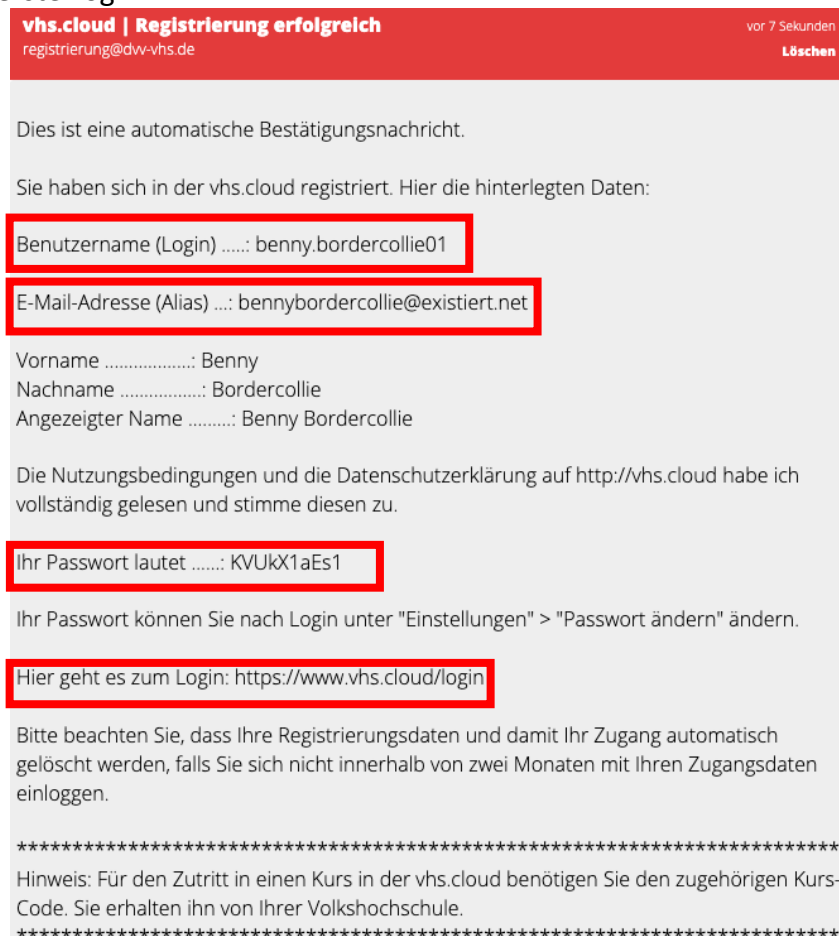 vhs.cloud | Registrierung erfolgreich
vor 7 Sekunden
registrierung@dvv-vhs.de
Löschen
Dies ist eine automatische Bestätigungsnachricht.
Sie haben sich in der vhs.cloud registriert. Hier die hinterlegten Daten:
Benutzername (Login) .....: benny.bordercollie01
E-Mail-Adresse (Alias) ...: bennybordercollie@existiert.net
Vorname ..................: Benny
Nachname .................: Bordercollie
Angezeigter Name .........: Benny Bordercollie
Die Nutzungsbedingungen und die Datenschutzerklärung auf http://vhs.cloud habe ich
vollständig gelesen und stimme diesen zu.
Ihr Passwort lautet ......: KVUkX1aEs1
Ihr Passwort können Sie nach Login unter "Einstellungen" > "Passwort ändern" ändern.
Hier geht es zum Login: https://www.vhs.cloud/login
Bitte beachten Sie, dass Ihre Registrierungsdaten und damit Ihr Zugang automatisch
gelöscht werden, falls Sie sich nicht innerhalb von zwei Monaten mit Ihren Zugangsdaten
einloggen.
**************************************************************************
Hinweis: Für den Zutritt in einen Kurs in der vhs.cloud benötigen Sie den zugehörigen Kurs-
Code. Sie erhalten ihn von Ihrer Volkshochschule.
**************************************************************************